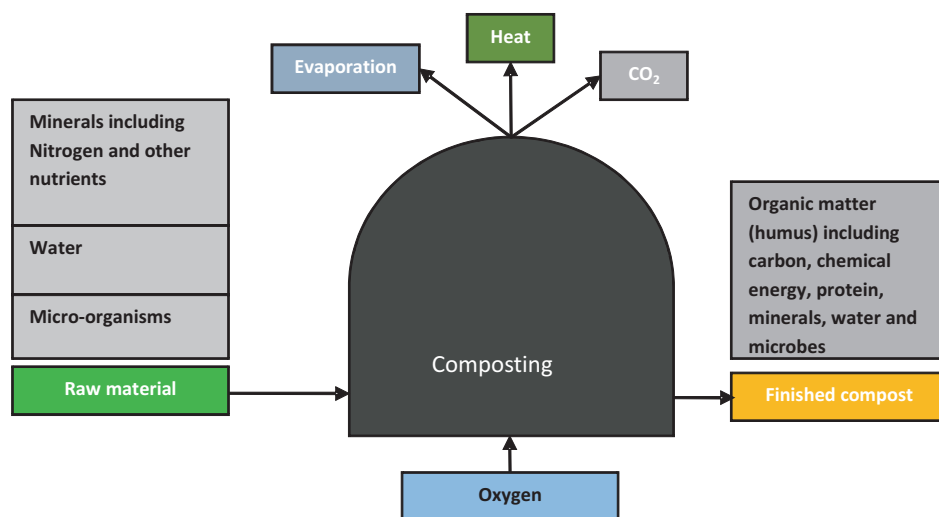 Heat
Evaporation
CO₂
Minerals including
Nitrogen and other
nutrients
Water
Micro-organisms
Raw material
Composting
Organic matter
(humus) including
carbon, chemical
energy, protein,
minerals, water and
microbes
Finished compost
Oxygen